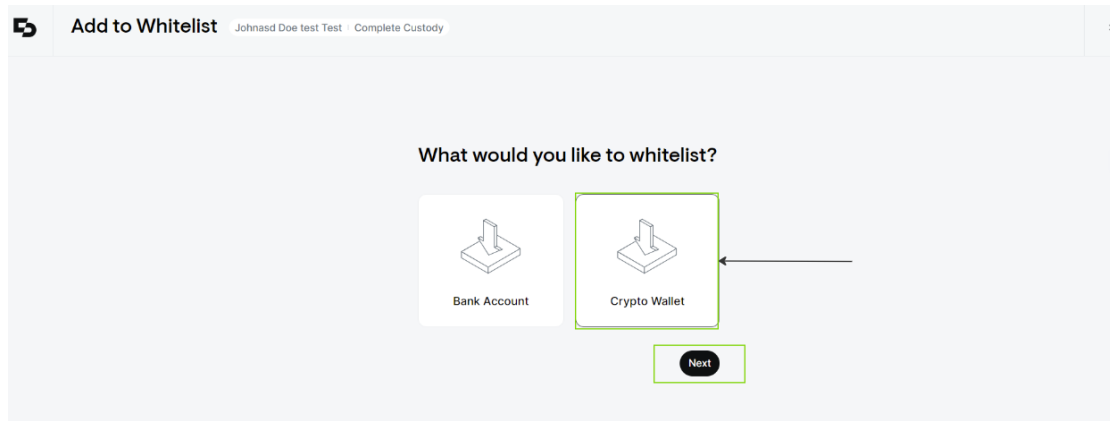 Add to Whitelist Johnasd Doe test Test | Complete Custody
What would you like to whitelist?
Bank Account Crypto Wallet
Next